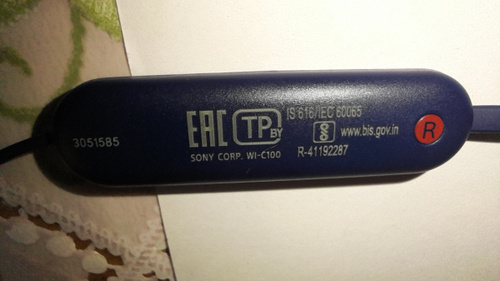 3051585
EAC
TP BY
SONY CORP. WI-C100
IS 616/IEC 60065
www.bis.gov.in
R-41192287
R